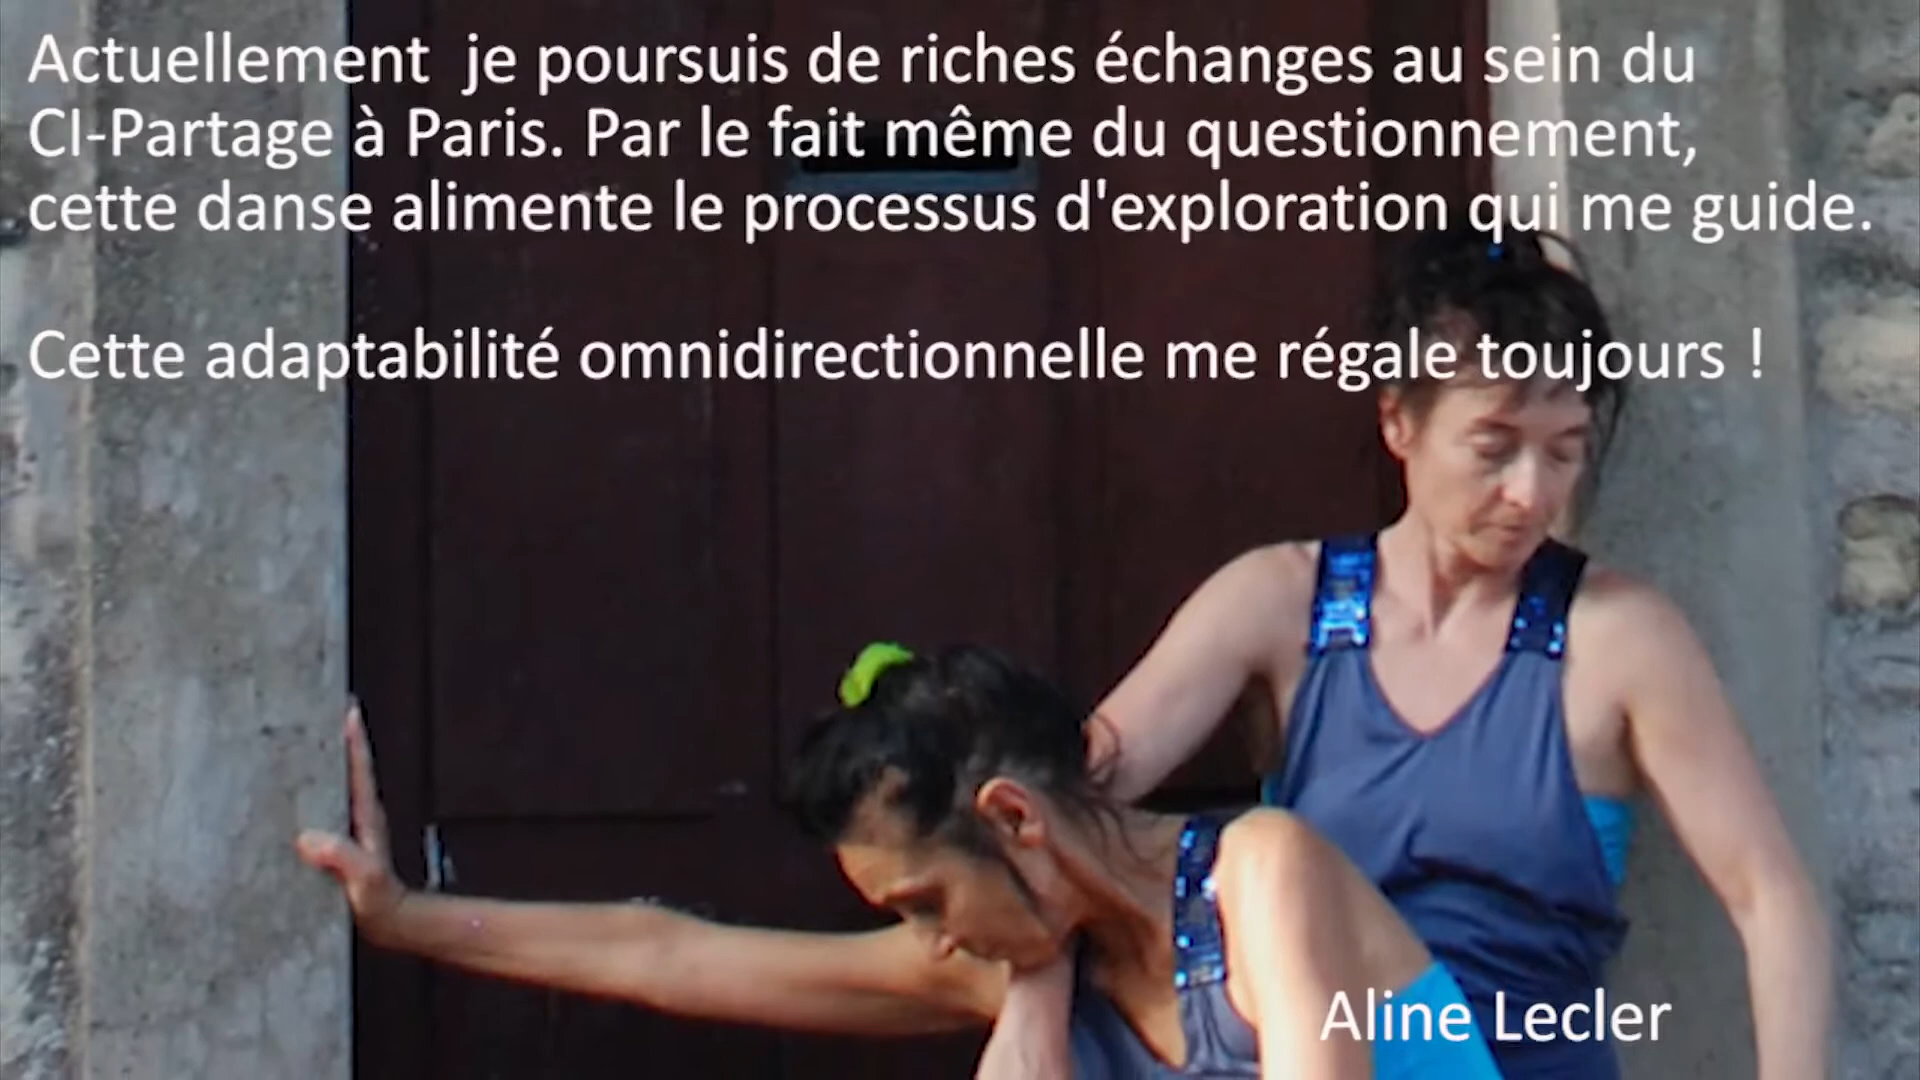 Actuellement  je poursuis de riches échanges au sein du
CI-Partage à Paris. Par le fait même du questionnement,
cette danse alimente le processus d'exploration qui me guide.
Cette adaptabilité omnidirectionnelle me régale toujours !
Aline Lecler